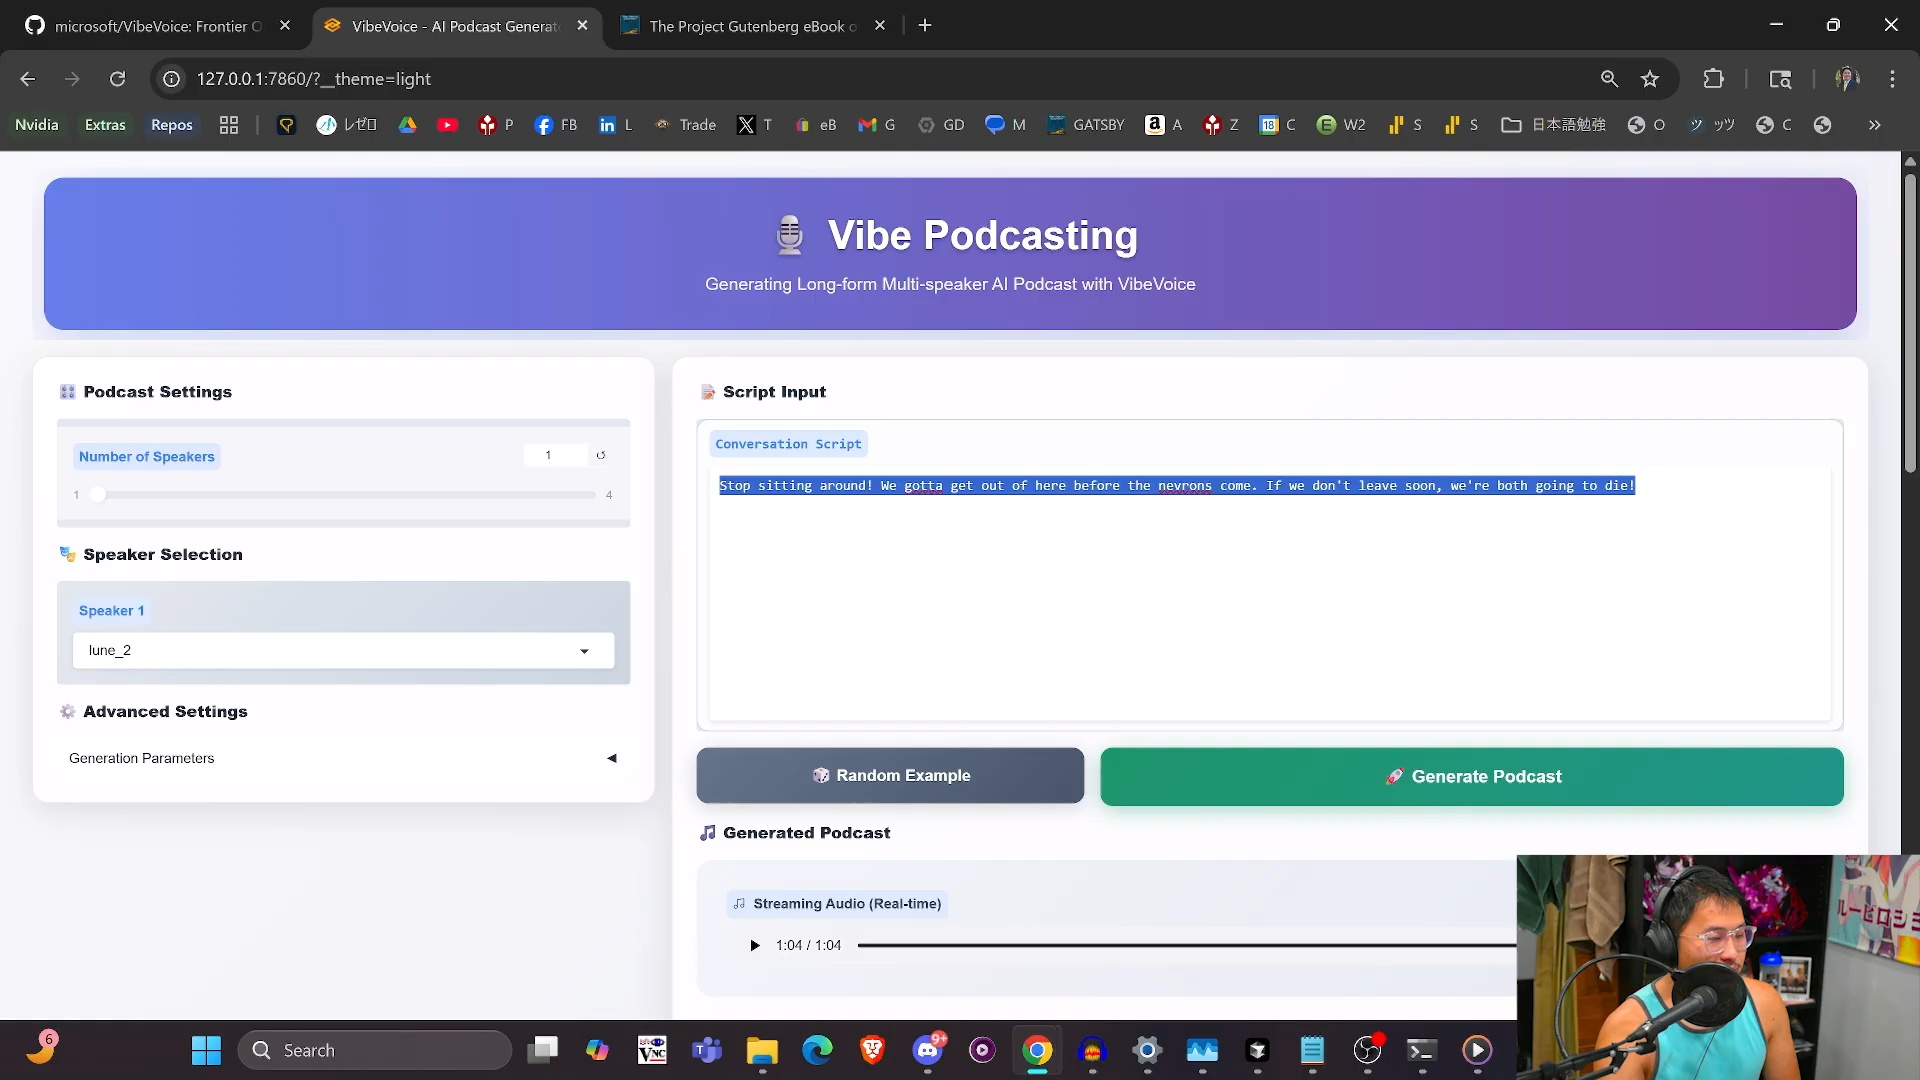 microsoft/VibeVoice: Frontier O
VibeVoice - AI Podcast Generat
The Project Gutenberg eBook o
127.0.0.1:7860/?__theme=light
Nvidia
Extras
Repos
レゼロ
P
FB
L
Trade
T
eB
G
GD
M
GATSBY
A
Z
18
C
W2
S
S
日本語勉強
O
ッツ
C
Vibe Podcasting
Generating Long-form Multi-speaker AI Podcast with VibeVoice
Podcast Settings
Number of Speakers
1
1
4
Speaker Selection
Speaker 1
lune_2
Advanced Settings
Generation Parameters
Script Input
Conversation Script
Stop sitting around! We gotta get out of here before the nevrons come. If we don't leave soon, we're both going to die!
Random Example
Generate Podcast
Generated Podcast
Streaming Audio (Real-time)
1:04 / 1:04
6
Search
VNC
9+